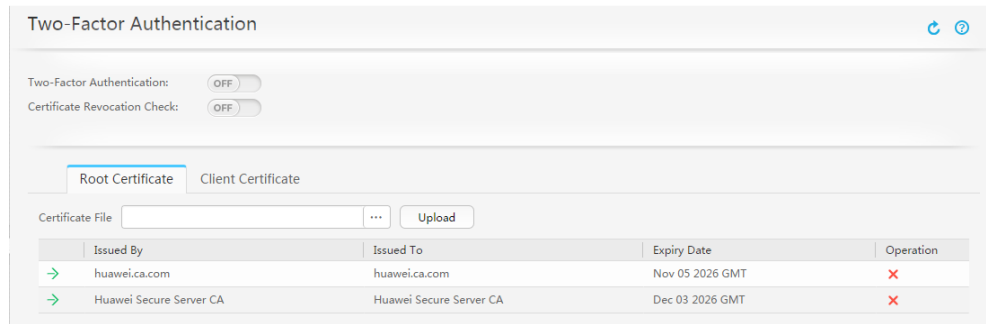 Two-Factor Authentication
Two-Factor Authentication: OFF
Certificate Revocation Check: OFF
Root Certificate Client Certificate
Certificate File ... Upload
Issued By Issued To Expiry Date Operation
huawei.ca.com huawei.ca.com Nov 05 2026 GMT
Huawei Secure Server CA Huawei Secure Server CA Dec 03 2026 GMT